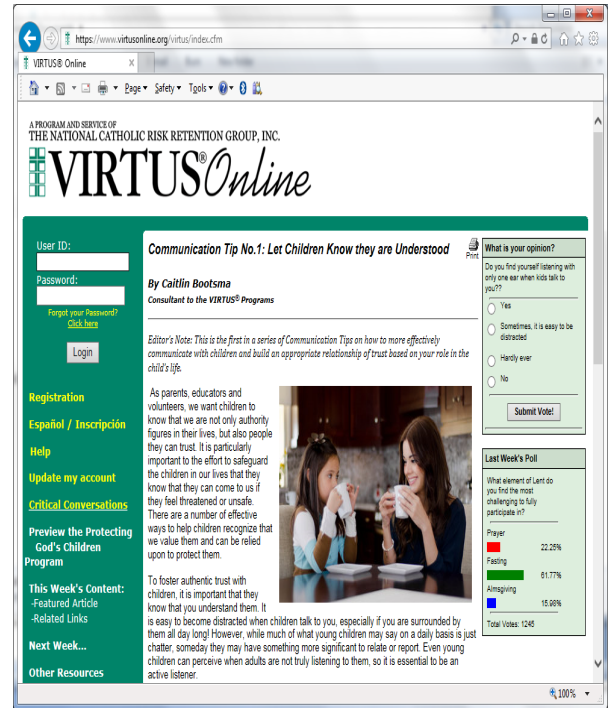 https://www.virtusonline.org/virtus/index.cfm
VIRTUS® Online
Page Safety Tools
A PROGRAM AND SERVICE OF
THE NATIONAL CATHOLIC RISK RETENTION GROUP, INC.
VIRTUS® Online
User ID:
Password:
Forgot your Password?
Click here
Login
Registration
Español / Inscripción
Help
Update my account
Critical Conversations
Preview the Protecting
God's Children
Program
This Week's Content:
-Featured Article
-Related Links
Next Week...
Other Resources
Communication Tip No.1: Let Children Know they are Understood
Print
By Caitlin Bootsma
Consultant to the VIRTUS® Programs
Editor's Note: This is the first in a series of Communication Tips on how to more effectively
communicate with children and build an appropriate relationship of trust based on your role in the
child's life.
As parents, educators and
volunteers, we want children to
know that we are not only authority
figures in their lives, but also people
they can trust. It is particularly
important to the effort to safeguard
the children in our lives that they
know that they can come to us if
they feel threatened or unsafe.
There are a number of effective
ways to help children recognize that
we value them and can be relied
upon to protect them.
To foster authentic trust with
children, it is important that they
know that you understand them. It
is easy to become distracted when children talk to you, especially if you are surrounded by
them all day long! However, while much of what young children may say on a daily basis is just
chatter, someday they may have something more significant to relate or report. Even young
children can perceive when adults are not truly listening to them, so it is essential to be an
active listener.
What is your opinion?
Do you find yourself listening with
only one ear when kids talk to
you??
Yes
Sometimes, it is easy to be
distracted
Hardly ever
No
Submit Vote!
Last Week's Poll
What element of Lent do
you find the most
challenging to fully
participate in?
Prayer
22.25%
Fasting
61.77%
Almsgiving
15.98%
Total Votes: 1245
100%